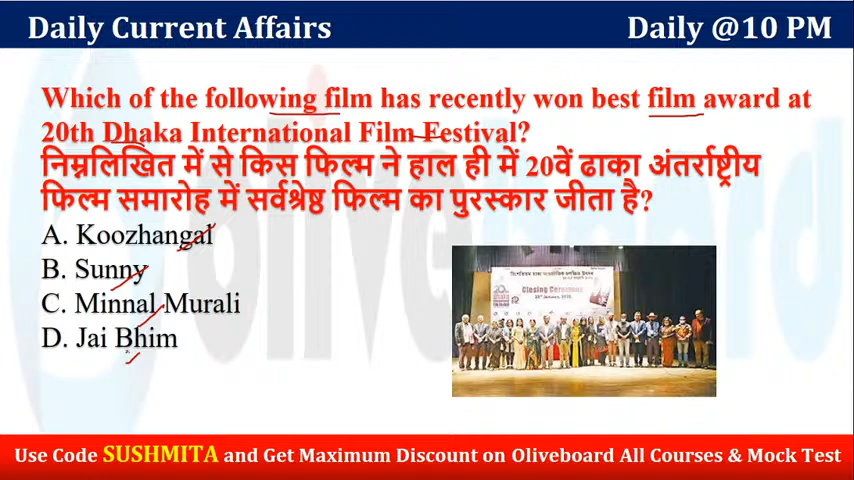 Daily Current Affairs
Daily @10 PM
Which of the following film has recently won best film award at
20th Dhaka International Film Festival?
निम्नलिखित में से किस फिल्म ने हाल ही में 20वें ढाका अंतर्राष्ट्रीय
फिल्म समारोह में सर्वश्रेष्ठ फिल्म का पुरस्कार जीता है?
A. Koozhangal
B. Sunny
C. Minnal Murali
D. Jai Bhim
Closing Ceremony
oliveboard
Use Code SUSHMITA and Get Maximum Discount on Oliveboard All Courses & Mock Test